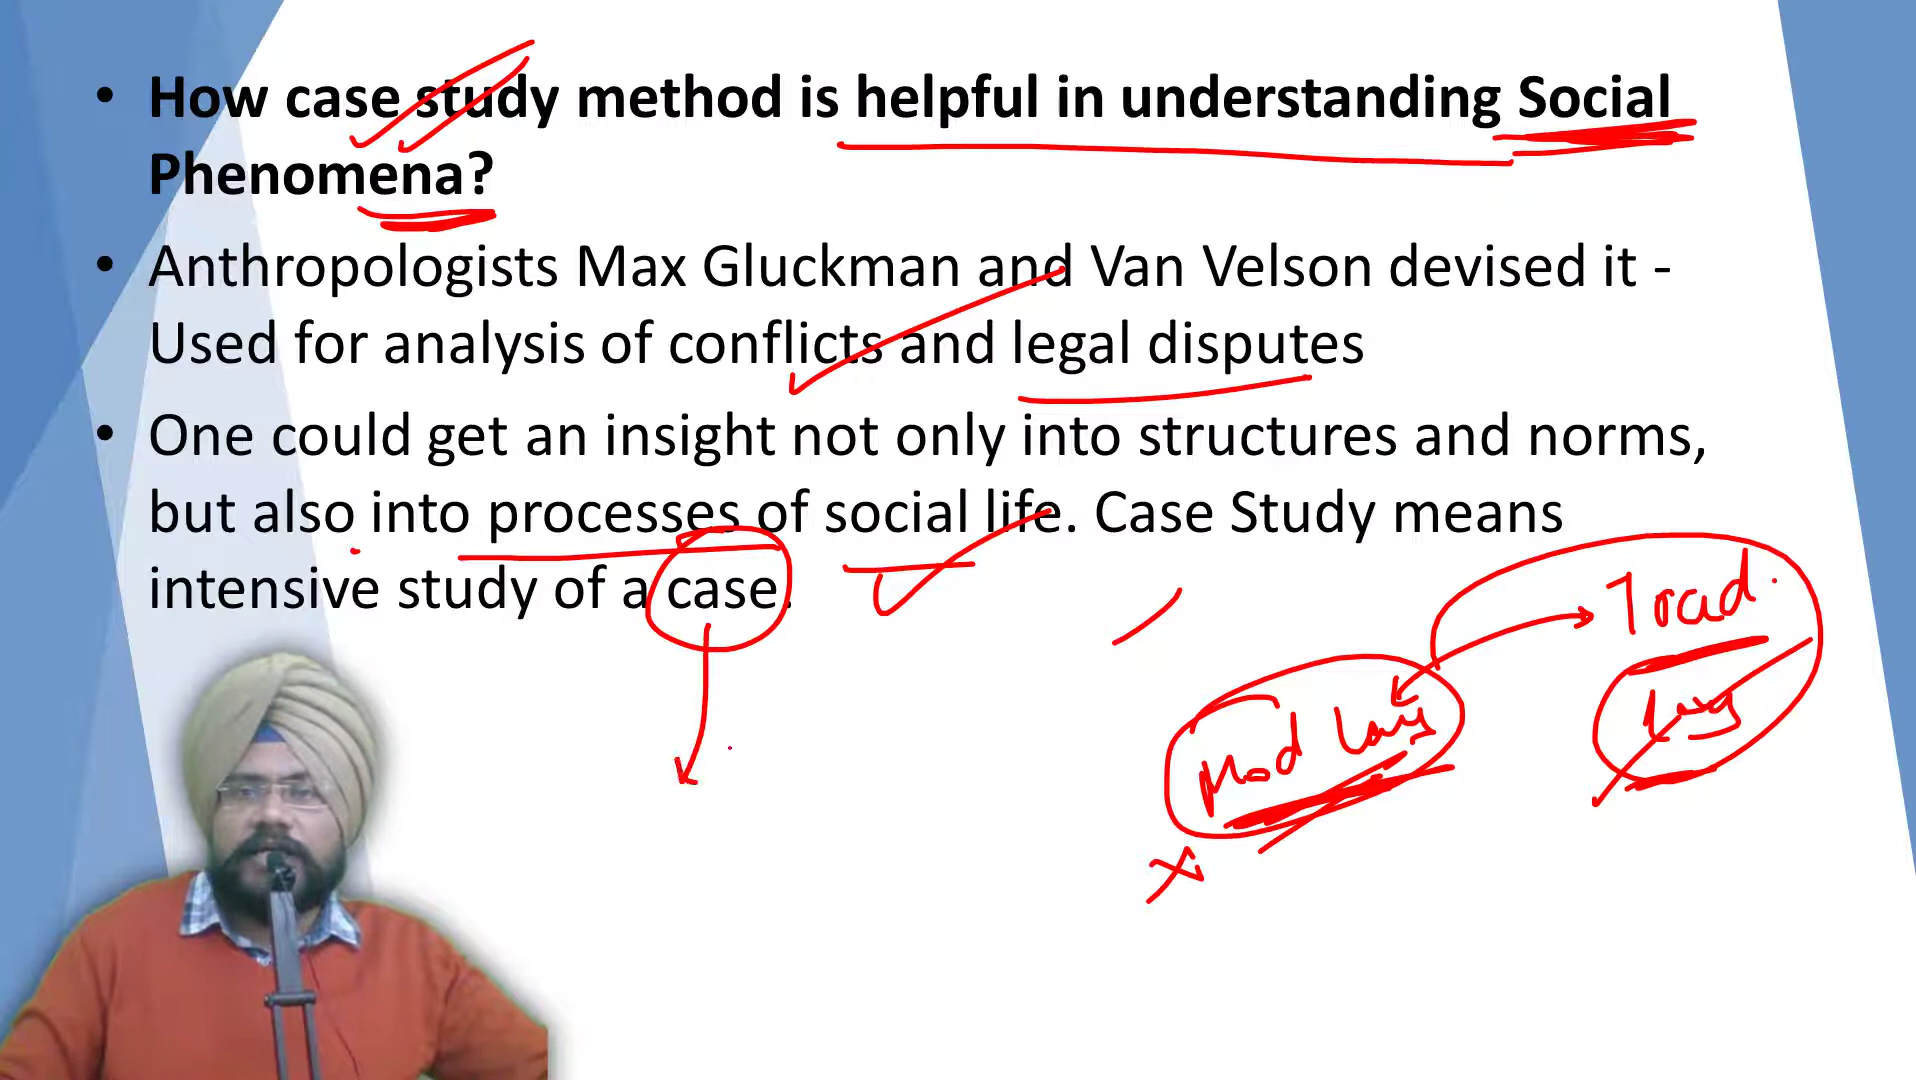 • How case study method is helpful in understanding Social
Phenomena?
• Anthropologists Max Gluckman and Van Velson devised it -
Used for analysis of conflicts and legal disputes
• One could get an insight not only into structures and norms,
but also into processes of social life. Case Study means
intensive study of a case.
Trad.
Mod Laws